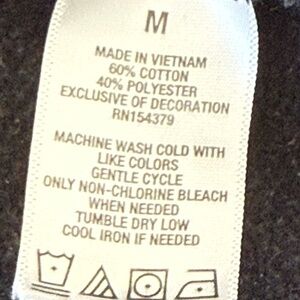 M
MADE IN VIETNAM
60% COTTON
40% POLYESTER
EXCLUSIVE OF DECORATION
RN154379
MACHINE WASH COLD WITH
LIKE COLORS
GENTLE CYCLE
ONLY NON-CHLORINE BLEACH
WHEN NEEDED
TUMBLE DRY LOW
COOL IRON IF NEEDED